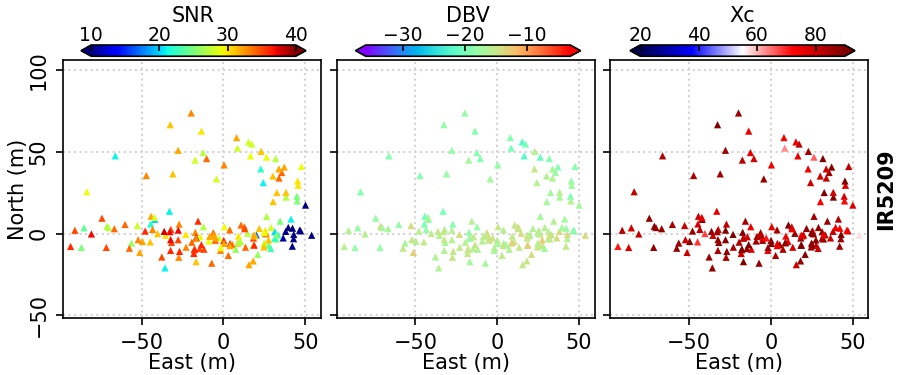 SNR DBV Xc
10 20 30 40 −30 −20 −10 20 40 60 80
100
50
0
−50
North (m)
IR5209
−50 0 50 −50 0 50 −50 0 50
East (m) East (m) East (m)